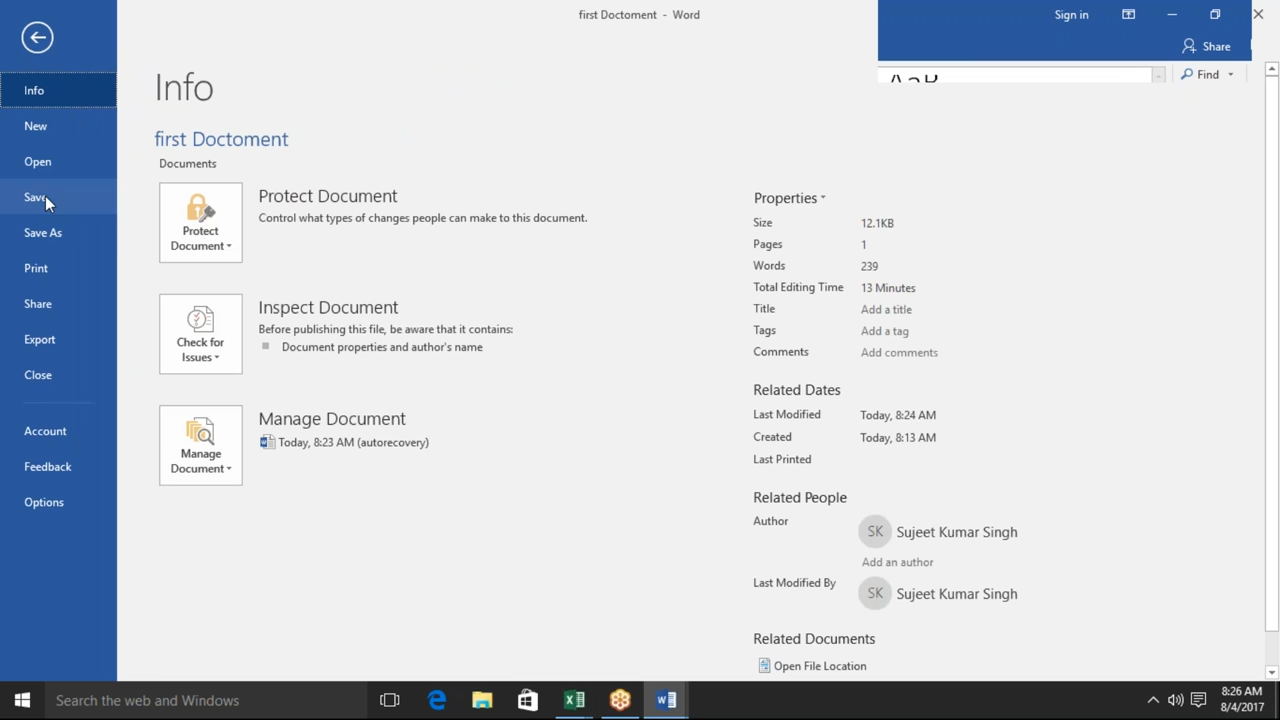 first Doctoment - Word
Sign in
Share
AaB
Find
Info
New
Open
Save
Save As
Print
Share
Export
Close
Account
Feedback
Options
Info
first Doctoment
Documents
Protect Document
Protect Document
Control what types of changes people can make to this document.
Check for Issues
Inspect Document
Before publishing this file, be aware that it contains:
Document properties and author's name
Manage Document
Manage Document
Today, 8:23 AM (autorecovery)
Properties
Size 12.1KB
Pages 1
Words 239
Total Editing Time 13 Minutes
Title Add a title
Tags Add a tag
Comments Add comments
Related Dates
Last Modified Today, 8:24 AM
Created Today, 8:13 AM
Last Printed
Related People
Author SK Sujeet Kumar Singh
Add an author
Last Modified By SK Sujeet Kumar Singh
Related Documents
Open File Location
Search the web and Windows
8:26 AM
8/4/2017